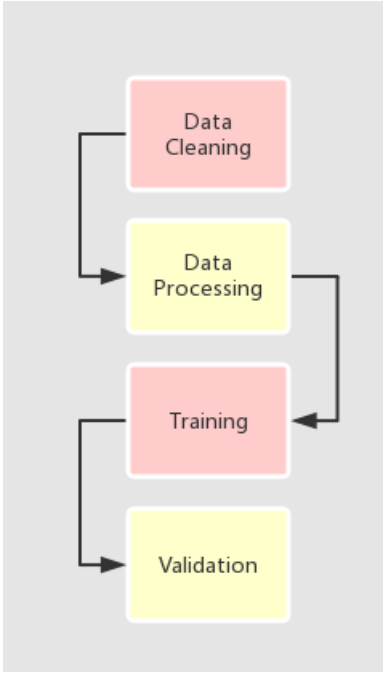 Data
Cleaning
Data
Processing
Training
Validation